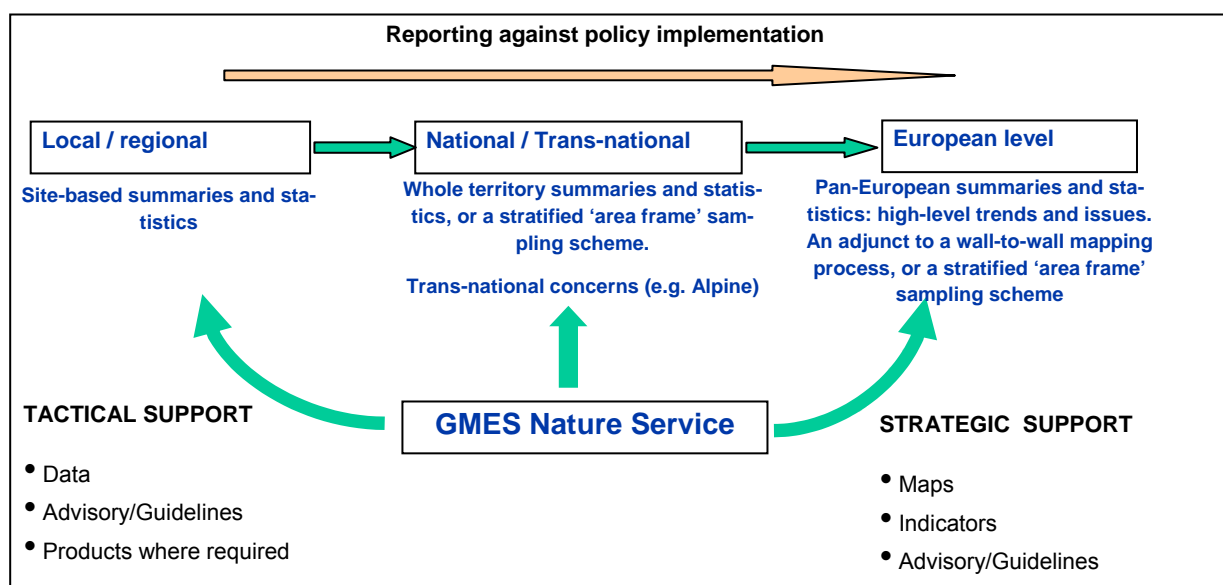 Reporting against policy implementation
Local / regional
Site-based summaries and sta-
tistics
National / Trans-national
Whole territory summaries and statis-
tics, or a stratified ‘area frame’ sam-
pling scheme.
Trans-national concerns (e.g. Alpine)
European level
Pan-European summaries and sta-
tistics: high-level trends and issues.
An adjunct to a wall-to-wall mapping
process, or a stratified ‘area frame’
sampling scheme
GMES Nature Service
TACTICAL SUPPORT
• Data
• Advisory/Guidelines
• Products where required
STRATEGIC SUPPORT
• Maps
• Indicators
• Advisory/Guidelines